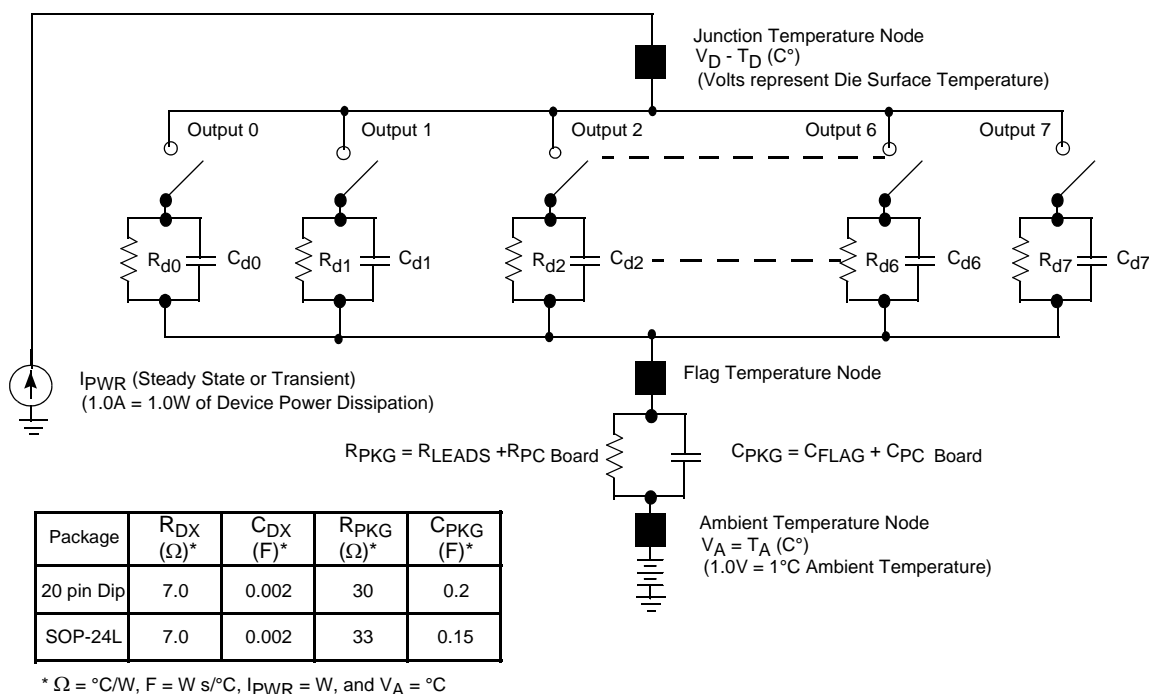 Junction Temperature Node
VD - TD (C°)
(Volts represent Die Surface Temperature)
Output 0
Output 1
Output 2
Output 6
Output 7
Rd0
Cd0
Rd1
Cd1
Rd2
Cd2
Rd6
Cd6
Rd7
Cd7
IPWR (Steady State or Transient)
(1.0A = 1.0W of Device Power Dissipation)
Flag Temperature Node
RPKG = RLEADS +RPC Board
CPKG = CFLAG + CPC Board
Ambient Temperature Node
VA = TA (C°)
(1.0V = 1°C Ambient Temperature)
Package RDX (Ω)* CDX (F)* RPKG (Ω)* CPKG (F)*
20 pin Dip 7.0 0.002 30 0.2
SOP-24L 7.0 0.002 33 0.15
* Ω = °C/W, F = W s/°C, IPWR = W, and VA = °C